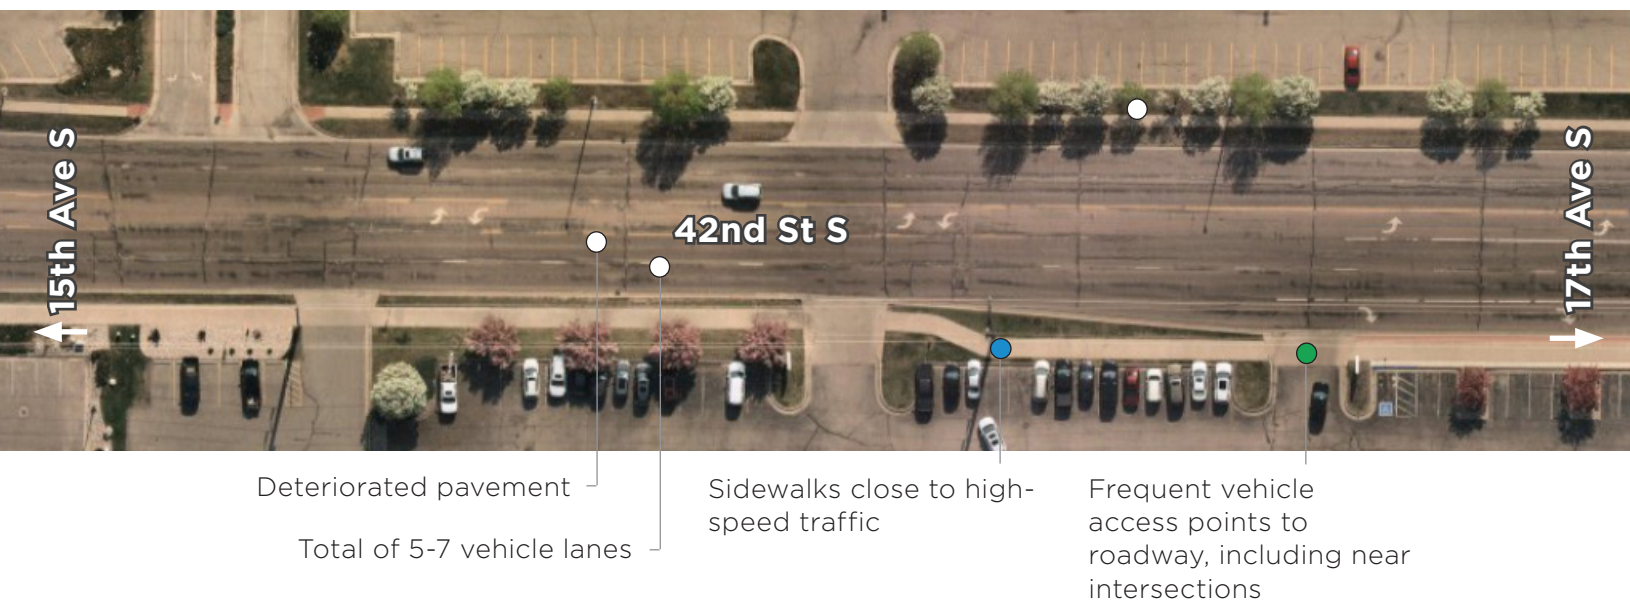 15th Ave S
42nd St S
17th Ave S
Deteriorated pavement
Total of 5-7 vehicle lanes
Sidewalks close to high-
speed traffic
Frequent vehicle
access points to
roadway, including near
intersections